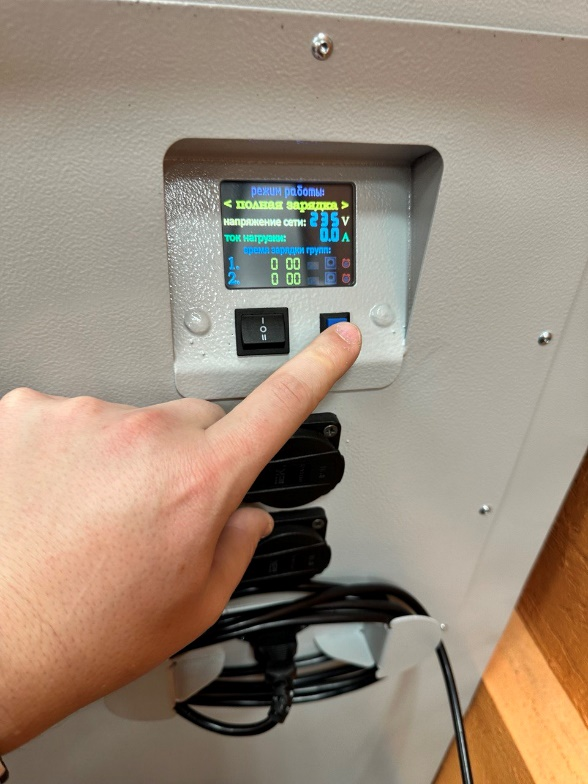 режим работы:
< полная зарядка >
напряжение сети: 235 V
ток нагрузки: 0.0 A
время зарядки групп:
1. 0 00
2. 0 00
I
O
II